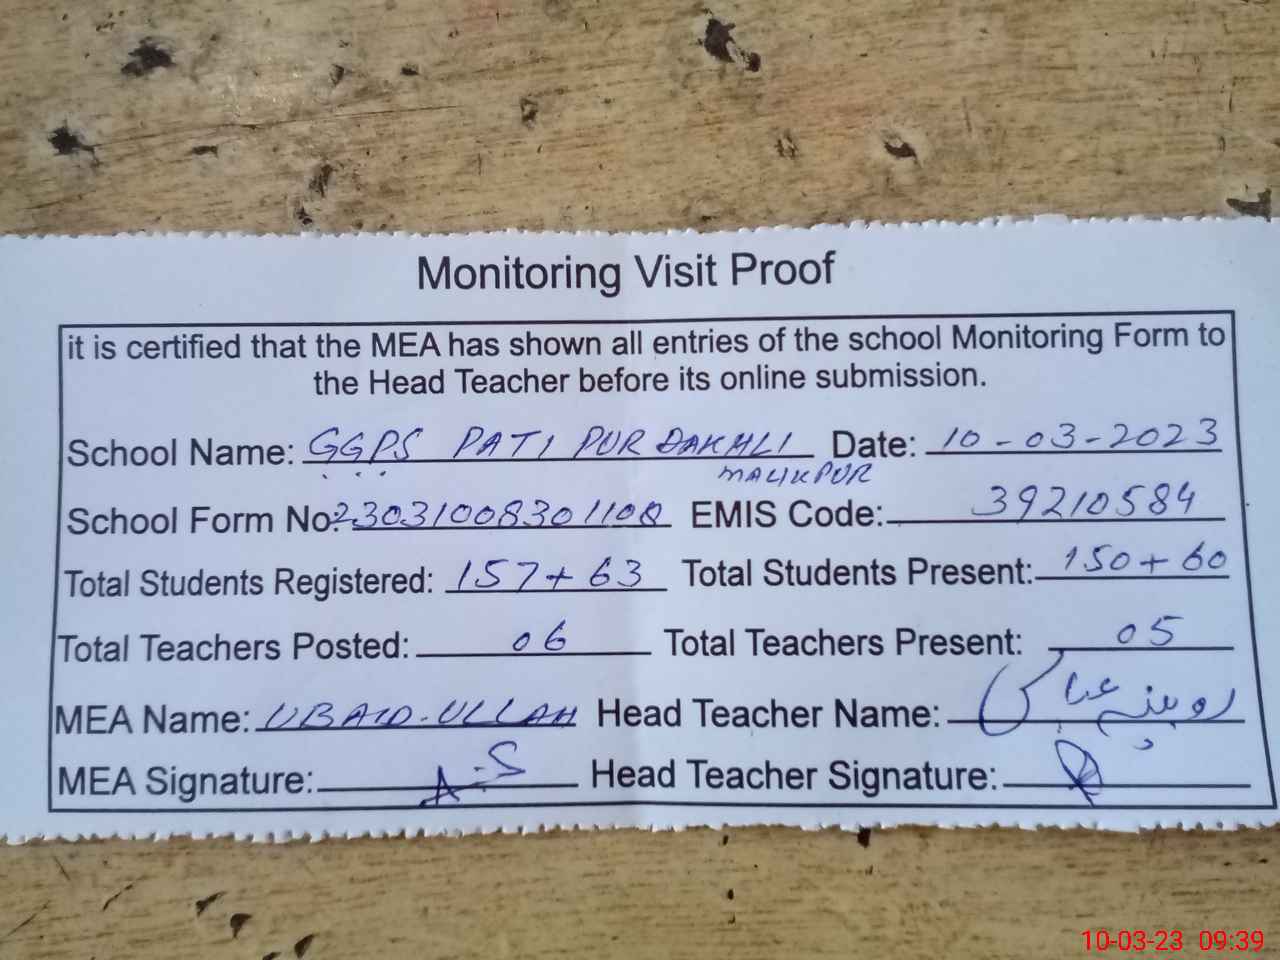 Monitoring Visit Proof
it is certified that the MEA has shown all entries of the school Monitoring Form to
the Head Teacher before its online submission.
School Name: GGPS PATI PUR DAKHLI Date: 10-03-2023
MALIKPUR
School Form No: 2303100830110 EMIS Code: 39210584
Total Students Registered: 157+63 Total Students Present: 150+60
Total Teachers Posted: 06 Total Teachers Present: 05
MEA Name: UBAID-ULLAH Head Teacher Name: روبینہ عباس
MEA Signature: Head Teacher Signature:
10-03-23 09:39